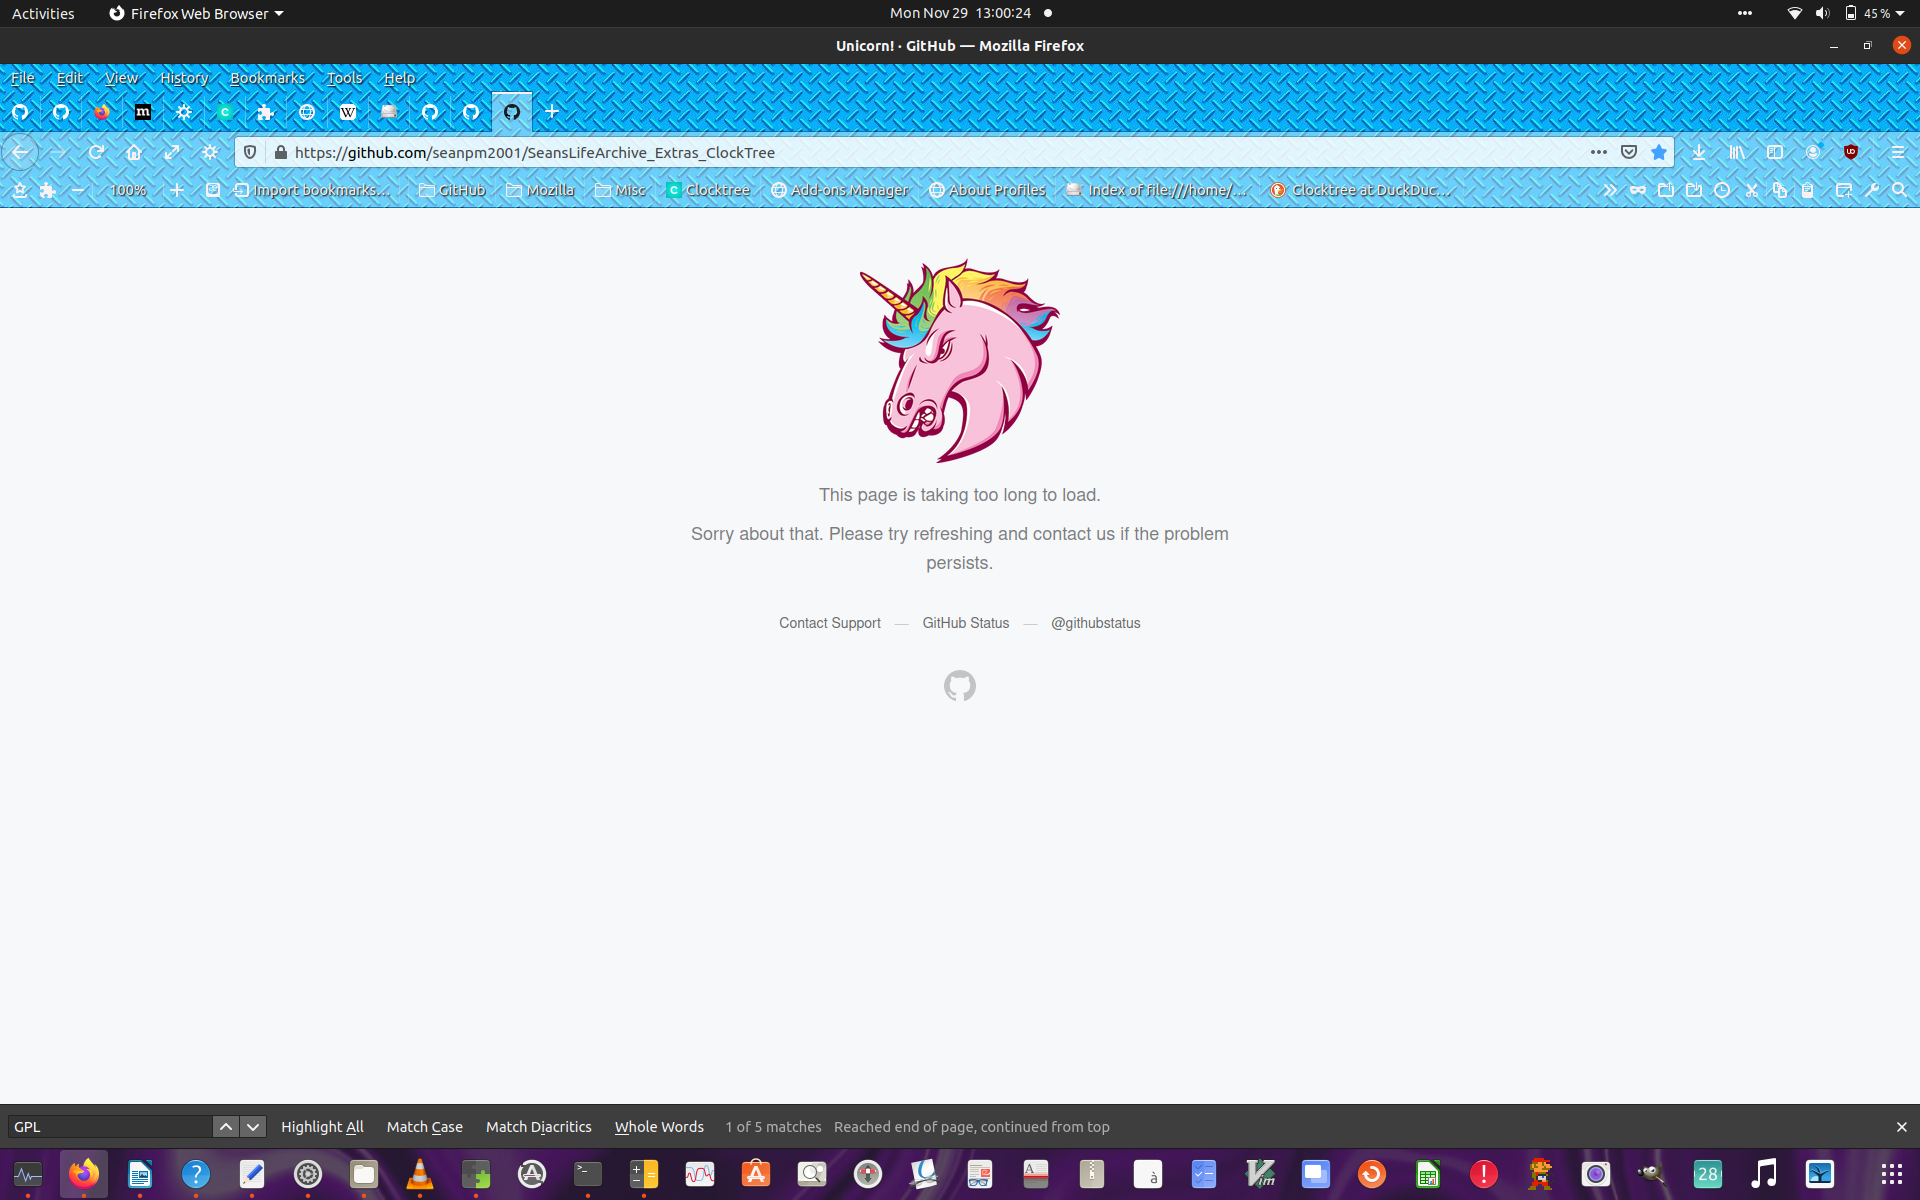 Activities Firefox Web Browser Mon Nov 29 13:00:24 45 %
Unicorn! · GitHub — Mozilla Firefox
File Edit View History Bookmarks Tools Help
m C W
https://github.com/seanpm2001/SeansLifeArchive_Extras_ClockTree
100% Import bookmarks... GitHub Mozilla Misc C Clocktree Add-ons Manager About Profiles Index of file:///home/... Clocktree at DuckDuc...
This page is taking too long to load.
Sorry about that. Please try refreshing and contact us if the problem
persists.
Contact Support — GitHub Status — @githubstatus
GPL Highlight All Match Case Match Diacritics Whole Words 1 of 5 matches Reached end of page, continued from top
? >_ A à Vim ! 28